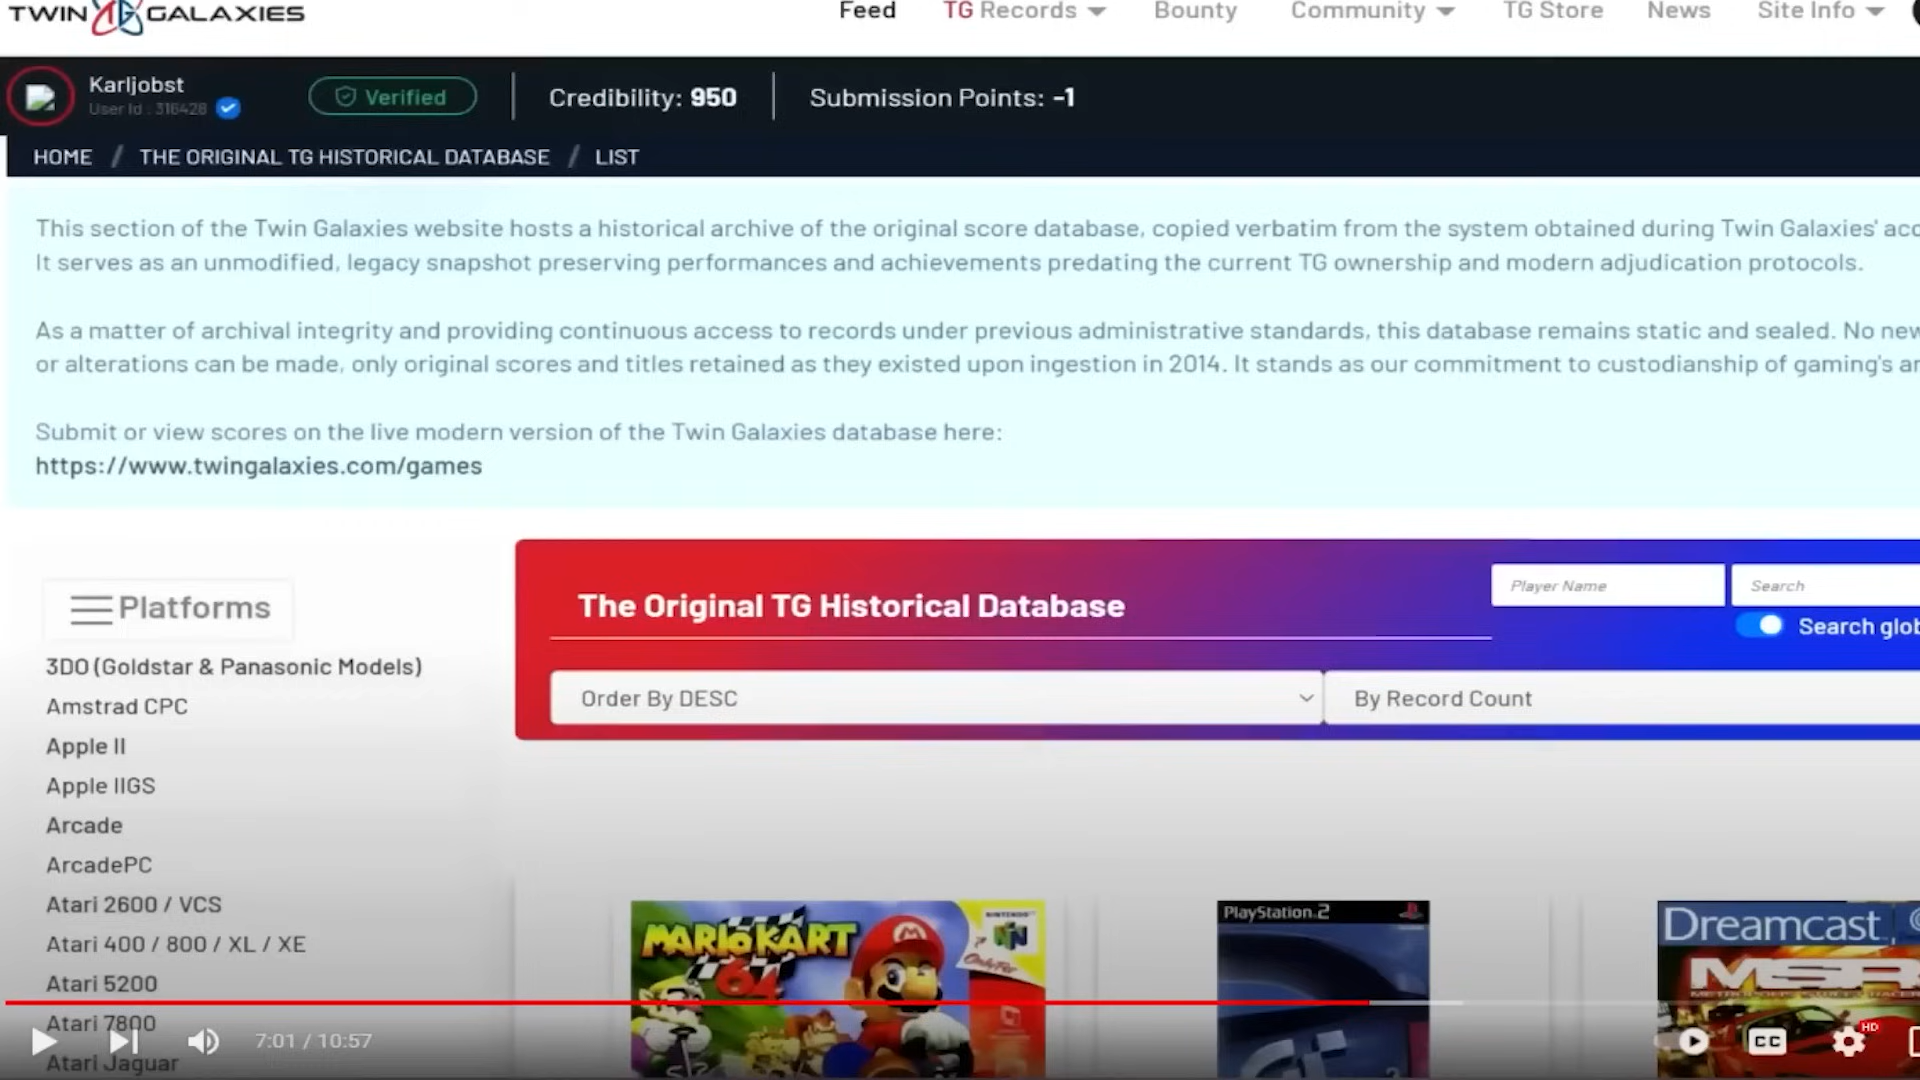 TWIN GALAXIES
Feed TG Records Bounty Community TG Store News Site Info
Karljobst
User Id : 316428
Verified
Credibility: 950
Submission Points: -1
HOME / THE ORIGINAL TG HISTORICAL DATABASE / LIST
This section of the Twin Galaxies website hosts a historical archive of the original score database, copied verbatim from the system obtained during Twin Galaxies'
It serves as an unmodified, legacy snapshot preserving performances and achievements predating the current TG ownership and modern adjudication protocols.
As a matter of archival integrity and providing continuous access to records under previous administrative standards, this database remains static and sealed. No new
or alterations can be made, only original scores and titles retained as they existed upon ingestion in 2014. It stands as our commitment to custodianship of gaming's
Submit or view scores on the live modern version of the Twin Galaxies database here:
https://www.twingalaxies.com/games
Platforms
3DO (Goldstar & Panasonic Models)
Amstrad CPC
Apple II
Apple IIGS
Arcade
ArcadePC
Atari 2600 / VCS
Atari 400 / 800 / XL / XE
Atari 5200
Atari 7800
Atari Jaguar
The Original TG Historical Database
Player Name
Search
Search
Order By DESC
By Record Count
MARIO KART
64
NINTENDO
Only For
PlayStation 2
Dreamcast
MSR
7:01 / 10:57
CC
HD